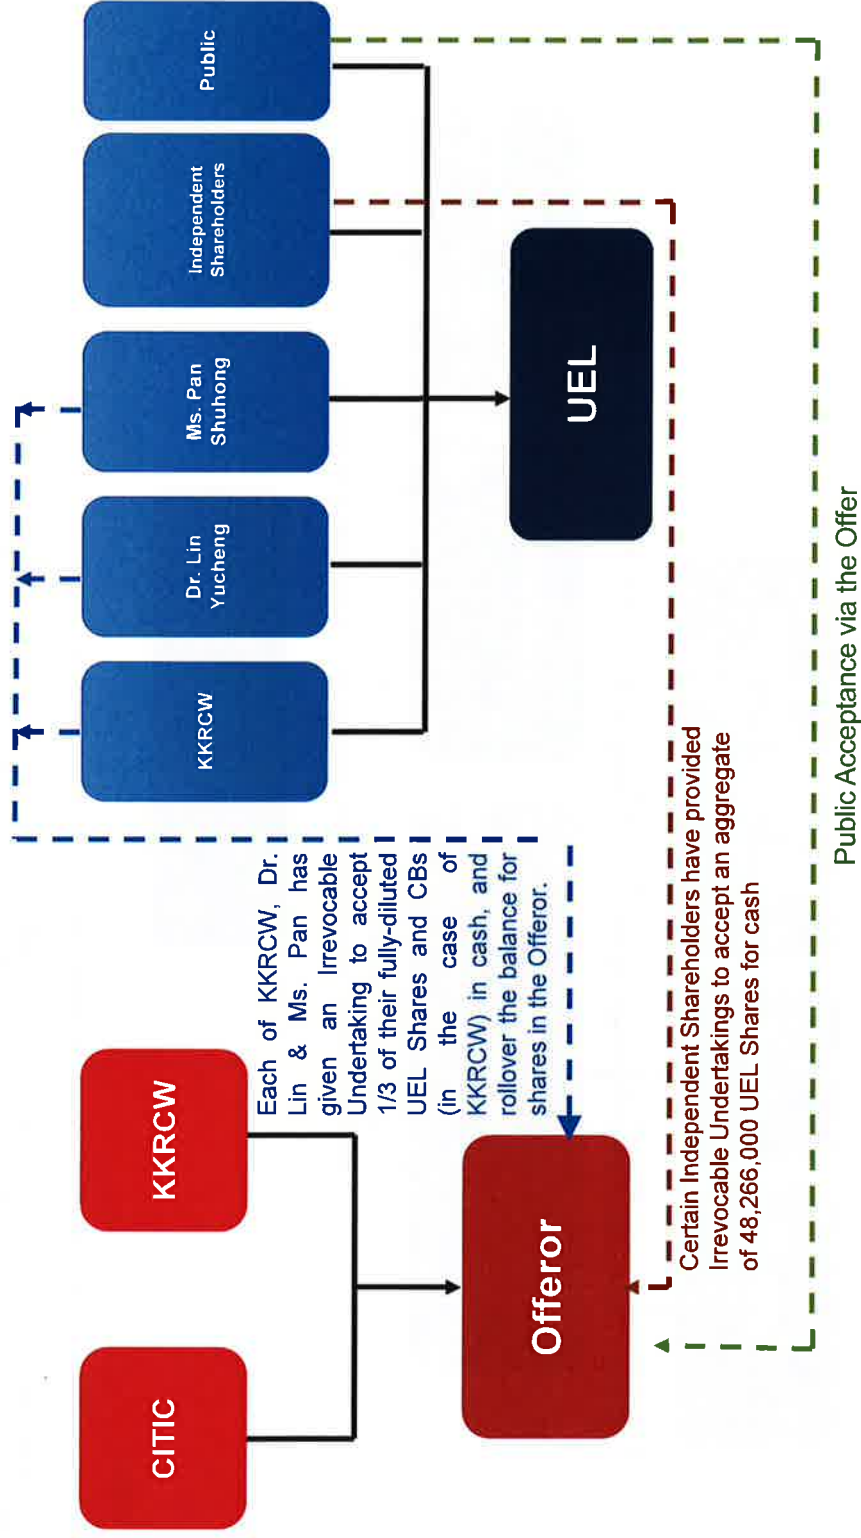 CITIC
KKRCW
Offeror
Each of KKRCW, Dr.
Lin & Ms. Pan has
given an Irrevocable
Undertaking to accept
1/3 of their fully-diluted
UEL Shares and CBs
(in the case of
KKRCW) in cash, and
rollover the balance for
shares in the Offeror.
KKRCW
Dr. Lin
Yucheng
Ms. Pan
Shuhong
Independent
Shareholders
Public
UEL
Certain Independent Shareholders have provided
Irrevocable Undertakings to accept an aggregate
of 48,266,000 UEL Shares for cash
Public Acceptance via the Offer